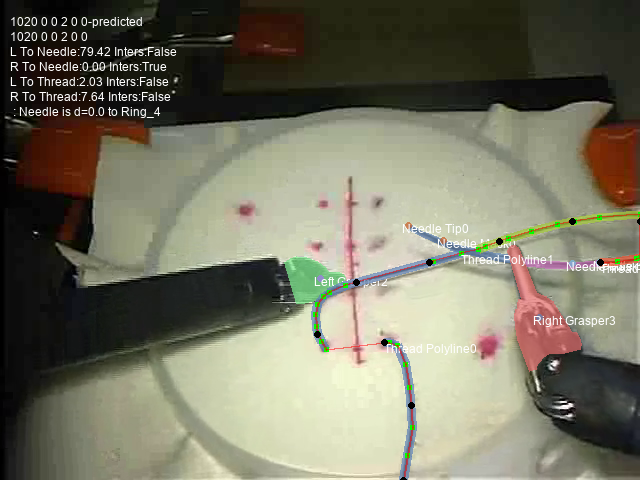 1020 0 0 2 0 0-predicted
1020 0 0 2 0 0
L To Needle:79.42 Inters:False
R To Needle:0.00 Inters:True
L To Thread:2.03 Inters:False
R To Thread:7.64 Inters:False
: Needle is d=0.0 to Ring_4
Needle Tip0
Thread Polyline1
Thread
Right Grasper3
Thread Polyline0